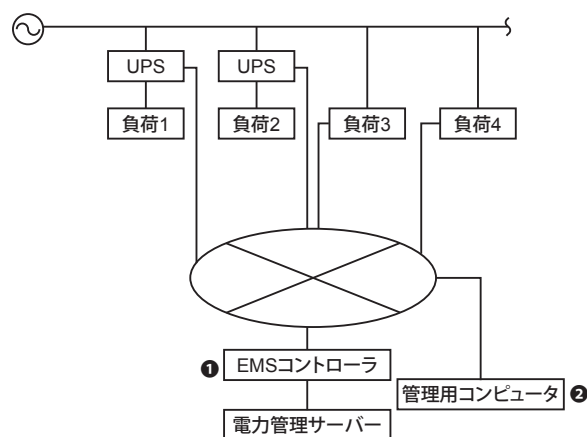 UPS
UPS
負荷1
負荷2
負荷3
負荷4
❶ EMSコントローラ
管理用コンピュータ ❷
電力管理サーバー